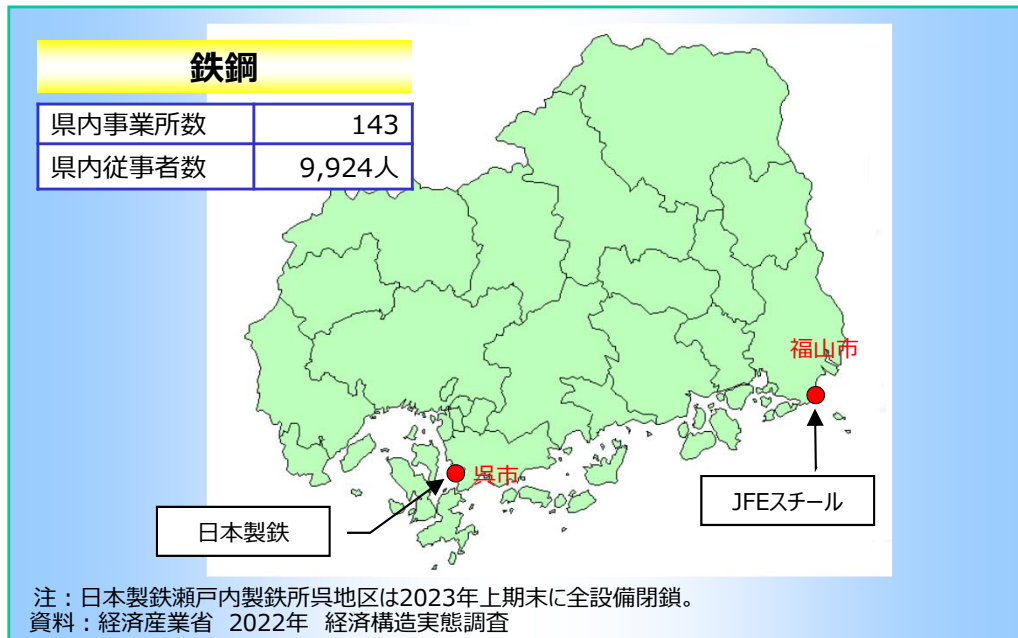 鉄鋼
県内事業所数 143
県内従事者数 9,924人
福山市
呉市
JFEスチール
日本製鉄
注：日本製鉄瀬戸内製鉄所呉地区は2023年上期末に全設備閉鎖。
資料：経済産業省 2022年 経済構造実態調査